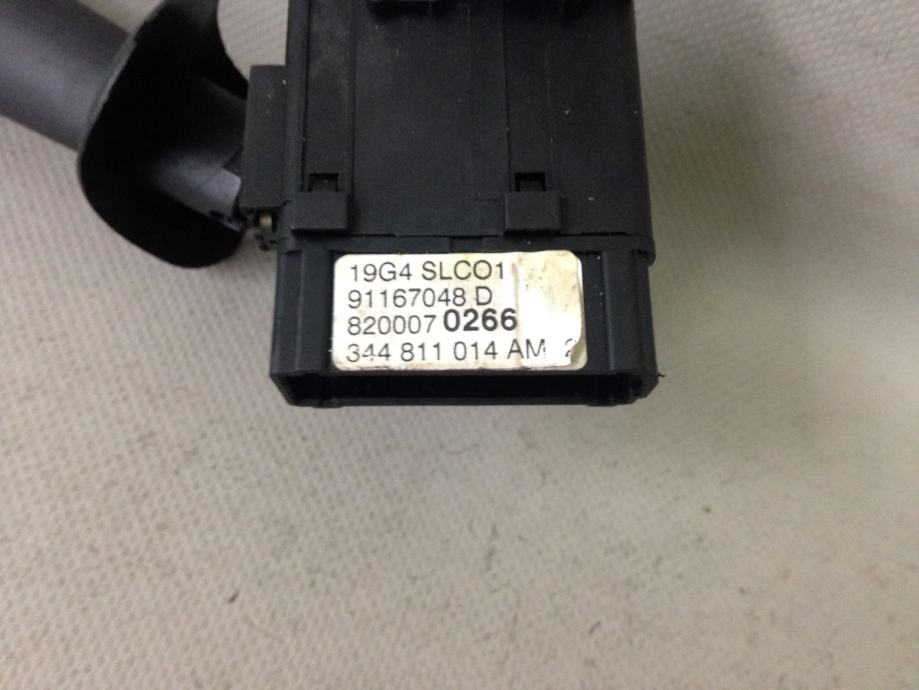 19G4 SLCO1
91167048 D
820007 0266
344 811 014 AM